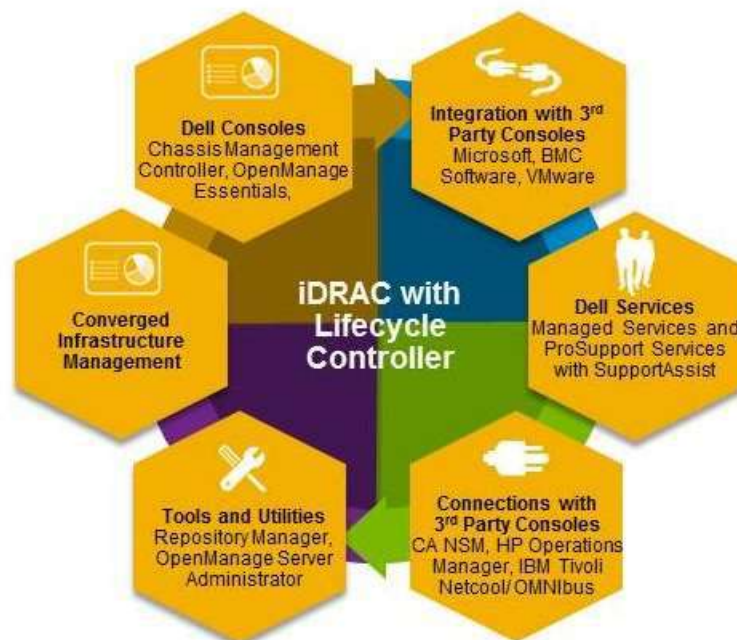 Dell Consoles
Chassis Management
Controller, OpenManage
Essentials,
Integration with 3rd
Party Consoles
Microsoft, BMC
Software, VMware
iDRAC with
Lifecycle
Controller
Converged
Infrastructure
Management
Dell Services
Managed Services and
ProSupport Services
with SupportAssist
Tools and Utilities
Repository Manager,
OpenManage Server
Administrator
Connections with
3rd Party Consoles
CA NSM, HP Operations
Manager, IBM Tivoli
Netcool/ OMNIbus